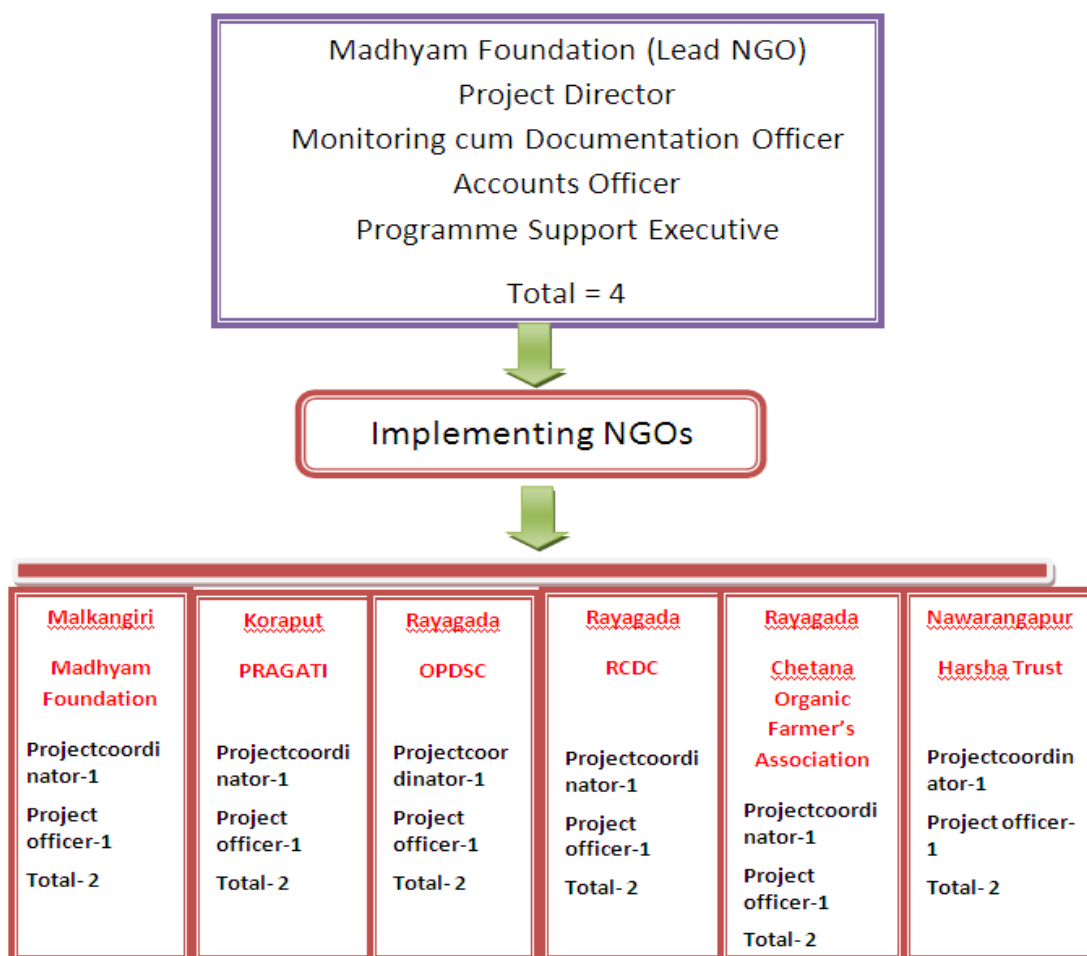 Madhyam Foundation (Lead NGO)
Project Director
Monitoring cum Documentation Officer
Accounts Officer
Programme Support Executive
Total = 4
Implementing NGOs
Malkangiri
Madhyam
Foundation
Projectcoordi
nator-1
Project
officer-1
Total- 2
Koraput
PRAGATI
Projectcoordi
nator-1
Project
officer-1
Total- 2
Rayagada
OPDSC
Projectcoor
dinator-1
Project
officer-1
Total- 2
Rayagada
RCDC
Projectcoordi
nator-1
Project
officer-1
Total- 2
Rayagada
Chetana
Organic
Farmer’s
Association
Projectcoordi
nator-1
Project
officer-1
Total- 2
Nawarangapur
Harsha Trust
Projectcoordin
ator-1
Project officer-
1
Total- 2